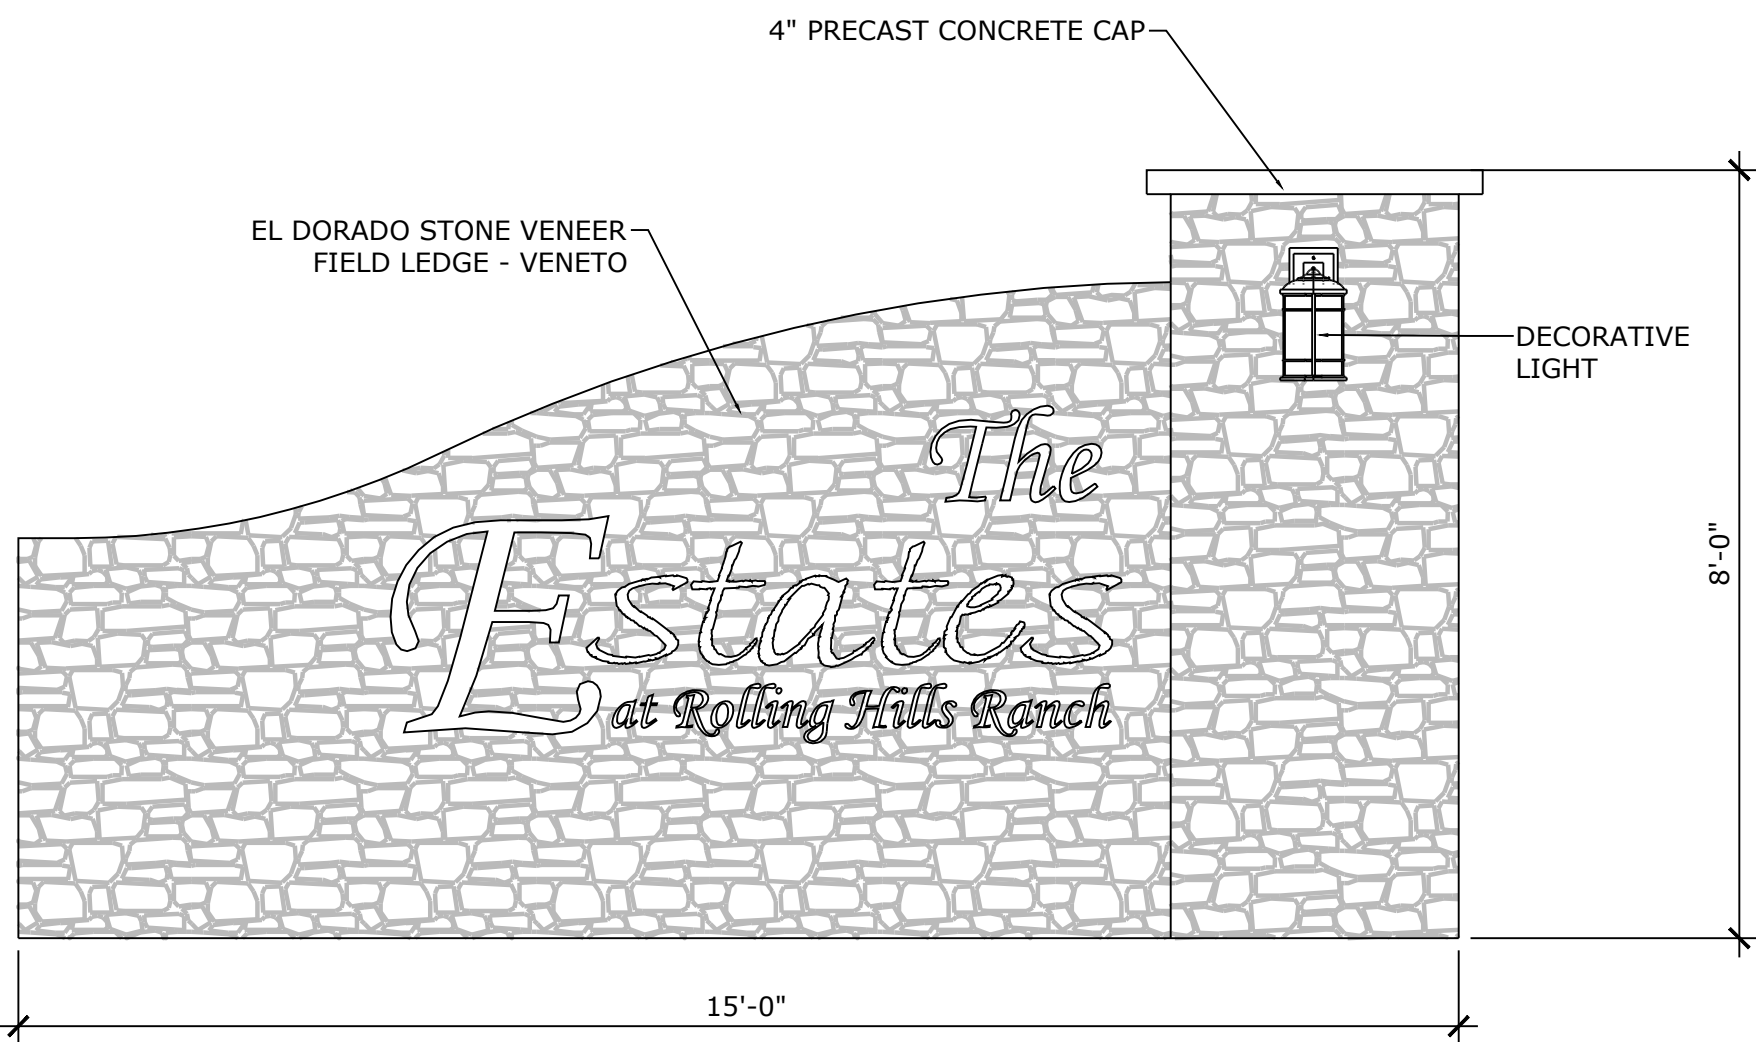 4" PRECAST CONCRETE CAP
EL DORADO STONE VENEER
FIELD LEDGE - VENETO
DECORATIVE
LIGHT
The
Estates
at Rolling Hills Ranch
8'-0"
15'-0"